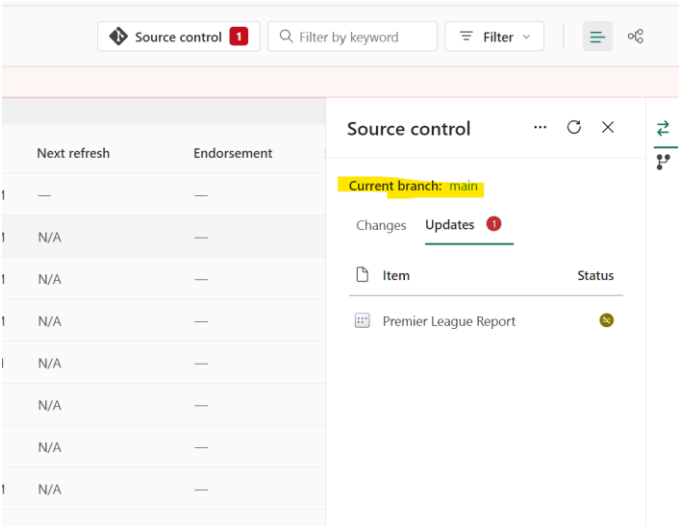 Source control 1
Filter by keyword
Filter
Next refresh
Endorsement
—
—
N/A
—
N/A
—
N/A
—
N/A
—
N/A
—
N/A
—
N/A
—
Source control
Current branch: main
Changes
Updates 1
Item
Status
Premier League Report